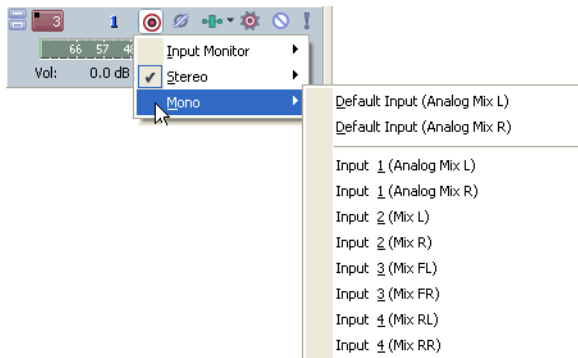 3 1
66 57 48
Vol: 0.0 dB
Input Monitor
Stereo
Mono
Default Input (Analog Mix L)
Default Input (Analog Mix R)
Input 1 (Analog Mix L)
Input 1 (Analog Mix R)
Input 2 (Mix L)
Input 2 (Mix R)
Input 3 (Mix FL)
Input 3 (Mix FR)
Input 4 (Mix RL)
Input 4 (Mix RR)